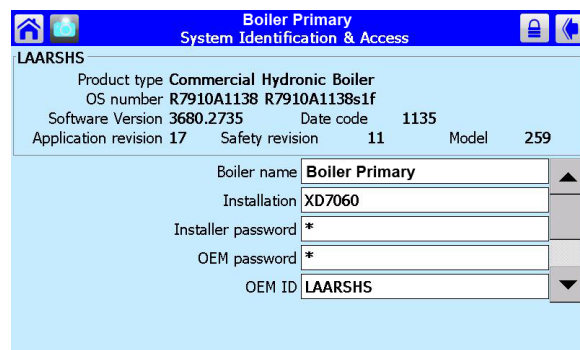 Boiler Primary
System Identification & Access
LAARSHS
Product type Commercial Hydronic Boiler
OS number R7910A1138 R7910A1138s1f
Software Version 3680.2735 Date code 1135
Application revision 17 Safety revision 11 Model 259
Boiler name Boiler Primary
Installation XD7060
Installer password *
OEM password *
OEM ID LAARSHS